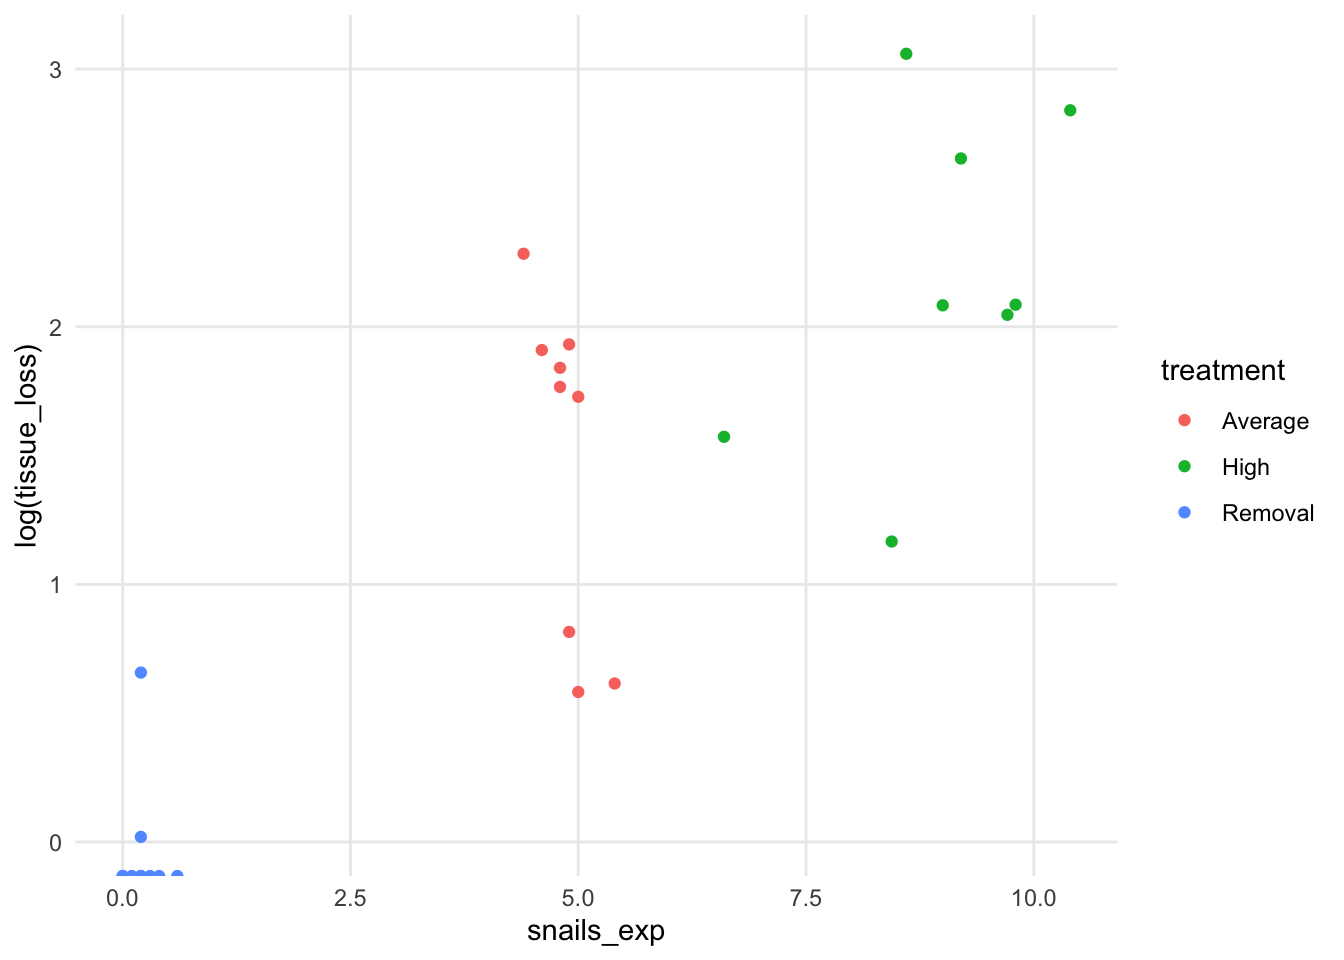 3
2
1
0
log(tissue_loss)
0.0 2.5 5.0 7.5 10.0
snails_exp
treatment
Average
High
Removal